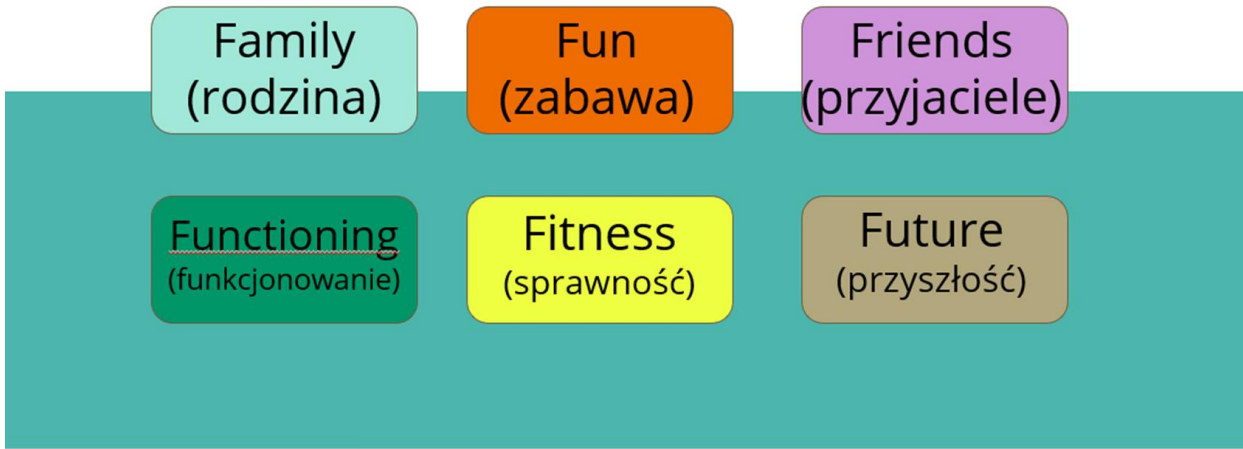 Family
(rodzina)
Fun
(zabawa)
Friends
(przyjaciele)
Functioning
(funkcjonowanie)
Fitness
(sprawność)
Future
(przyszłość)